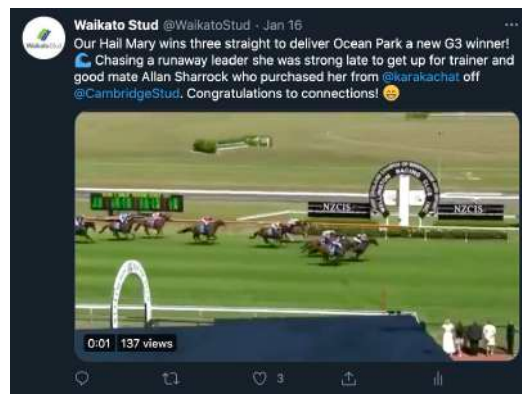 Waikato Stud @WaikatoStud · Jan 16
Our Hail Mary wins three straight to deliver Ocean Park a new G3 winner!
🌊 Chasing a runaway leader she was strong late to get up for trainer and
good mate Allan Sharrock who purchased her from @karakachat off
@CambridgeStud. Congratulations to connections! 😄
NZCIS
NZCIS
0:01 137 views
3